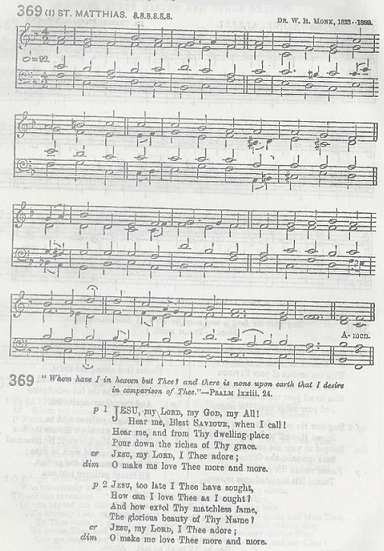 369 (1) ST. MATTHIAS. 8.8.8.8.8.8. DR. W. H. MONK, 1823–1889.
A-men.
369 "Whom have I in heaven but Thee? and there is none upon earth that I desire
in comparison of Thee."—PSALM lxxiii. 24.
p 1 JESU, my LORD, my GOD, my All!
Hear me, Blest SAVIOUR, when I call!
Hear me, and from Thy dwelling-place
Pour down the riches of Thy grace.
cr JESU, my LORD, I Thee adore;
dim O make me love Thee more and more.
p 2 JESU, too late I Thee have sought,
How can I love Thee as I ought?
And how extol Thy matchless fame,
The glorious beauty of Thy Name?
cr JESU, my LORD, I Thee adore;
dim O make me love Thee more and more.